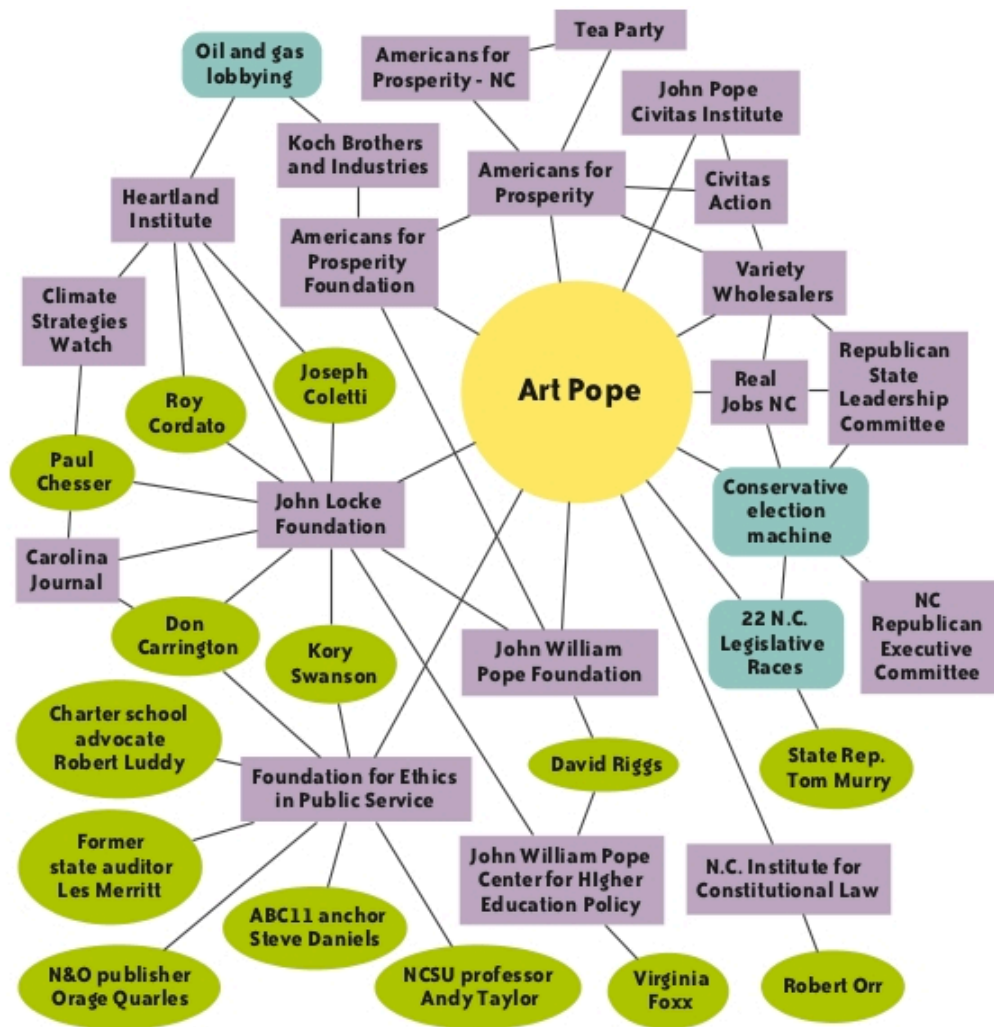 Tea Party
Oil and gas
lobbying
Americans for
Prosperity - NC
John Pope
Civitas Institute
Koch Brothers
and Industries
Americans for
Prosperity
Civitas
Action
Heartland
Institute
Americans for
Prosperity
Foundation
Variety
Wholesalers
Climate
Strategies
Watch
Joseph
Coletti
Art Pope
Real
Jobs NC
Republican
State
Leadership
Committee
Roy
Cordato
Paul
Chesser
John Locke
Foundation
Conservative
election
machine
Carolina
Journal
Don
Carrington
Kory
Swanson
John William
Pope Foundation
22 N.C.
Legislative
Races
NC
Republican
Executive
Committee
Charter school
advocate
Robert Luddy
Foundation for Ethics
in Public Service
David Riggs
State Rep.
Tom Murry
Former
state auditor
Les Merritt
John William Pope
Center for HIgher
Education Policy
N.C. Institute for
Constitutional Law
ABC11 anchor
Steve Daniels
N&O publisher
Orage Quarles
NCSU professor
Andy Taylor
Virginia
Foxx
Robert Orr